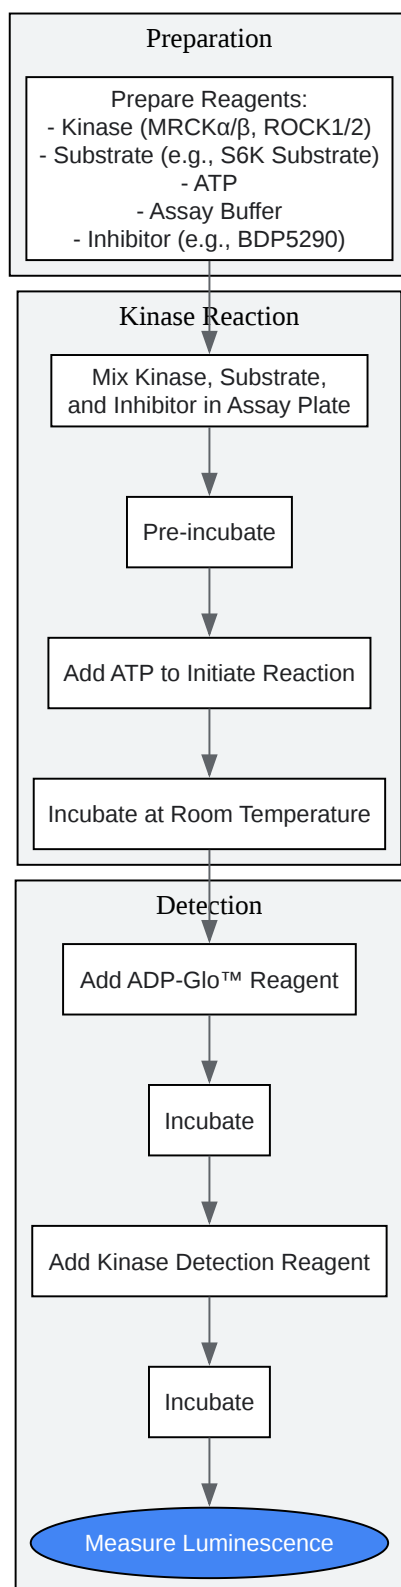 Preparation
Prepare Reagents:
- Kinase (MRCKα/β, ROCK1/2)
- Substrate (e.g., S6K Substrate)
- ATP
- Assay Buffer
- Inhibitor (e.g., BDP5290)
Kinase Reaction
Mix Kinase, Substrate,
and Inhibitor in Assay Plate
Pre-incubate
Add ATP to Initiate Reaction
Incubate at Room Temperature
Detection
Add ADP-Glo™ Reagent
Incubate
Add Kinase Detection Reagent
Incubate
Measure Luminescence